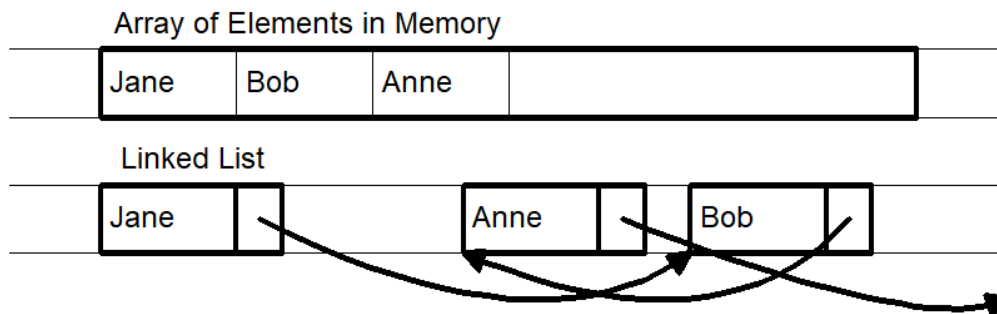 Array of Elements in Memory
Jane Bob Anne
Linked List
Jane Anne Bob